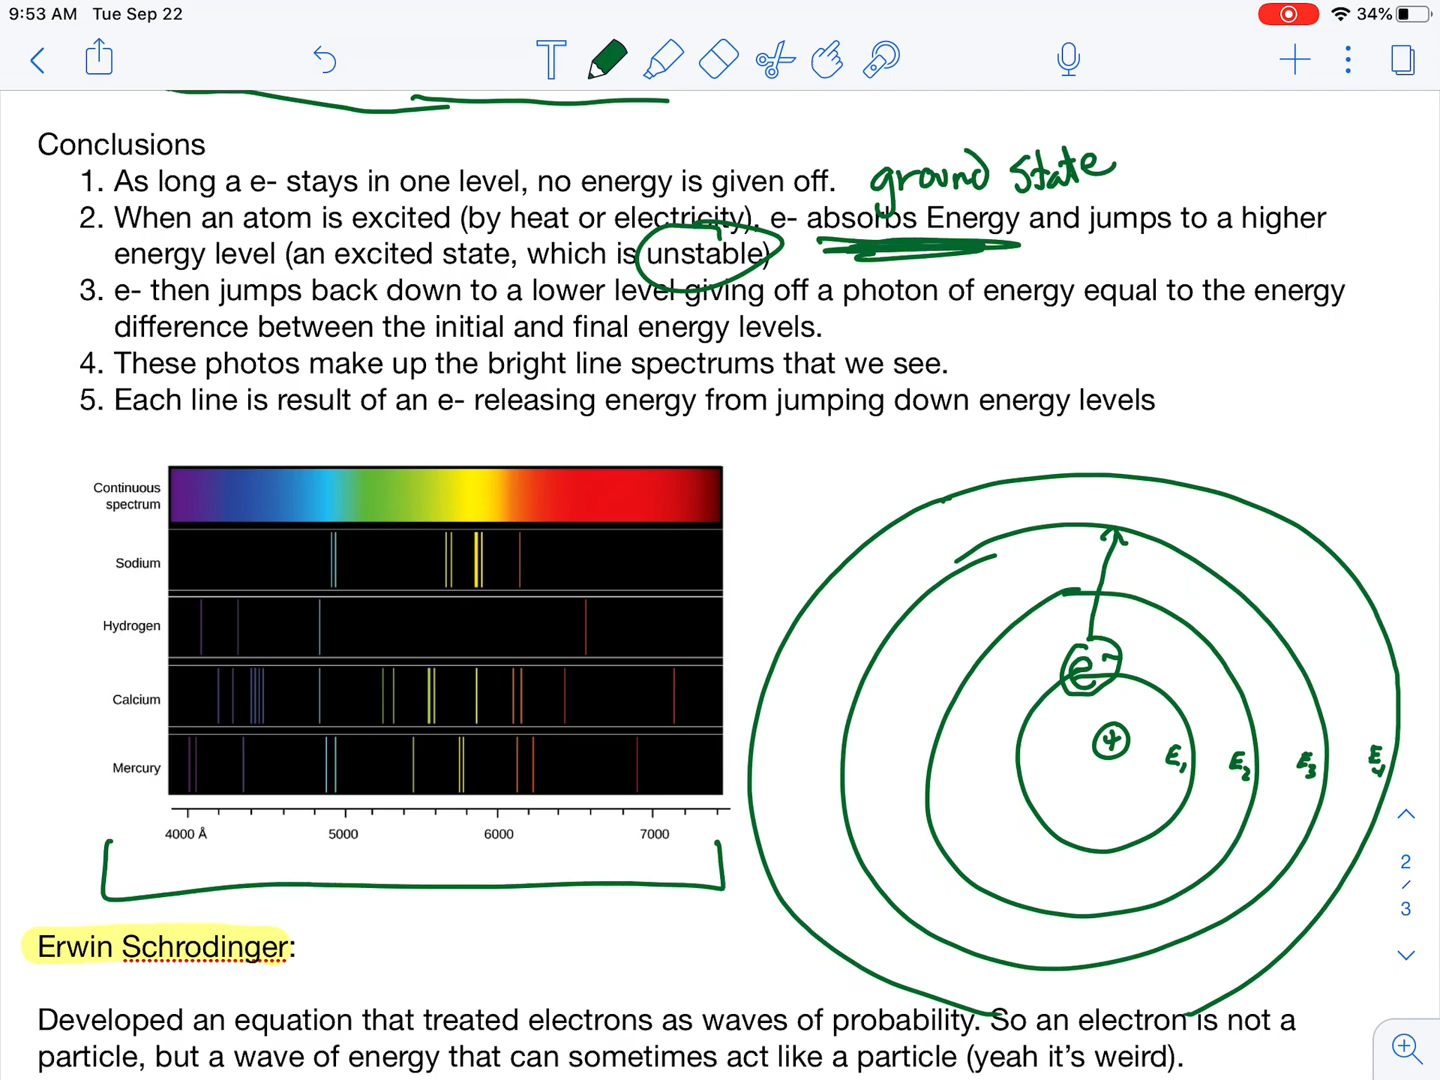 9:53 AM Tue Sep 22
34%
T
Conclusions
1. As long a e- stays in one level, no energy is given off. ground state
2. When an atom is excited (by heat or electricity), e- absorbs Energy and jumps to a higher
energy level (an excited state, which is unstable)
3. e- then jumps back down to a lower level giving off a photon of energy equal to the energy
difference between the initial and final energy levels.
4. These photos make up the bright line spectrums that we see.
5. Each line is result of an e- releasing energy from jumping down energy levels
Continuous
spectrum
Sodium
Hydrogen
Calcium
Mercury
4000 Å 5000 6000 7000
e-
+
E1 E2 E3 E4
2
/
3
Erwin Schrodinger:
Developed an equation that treated electrons as waves of probability. So an electron is not a
particle, but a wave of energy that can sometimes act like a particle (yeah it's weird).